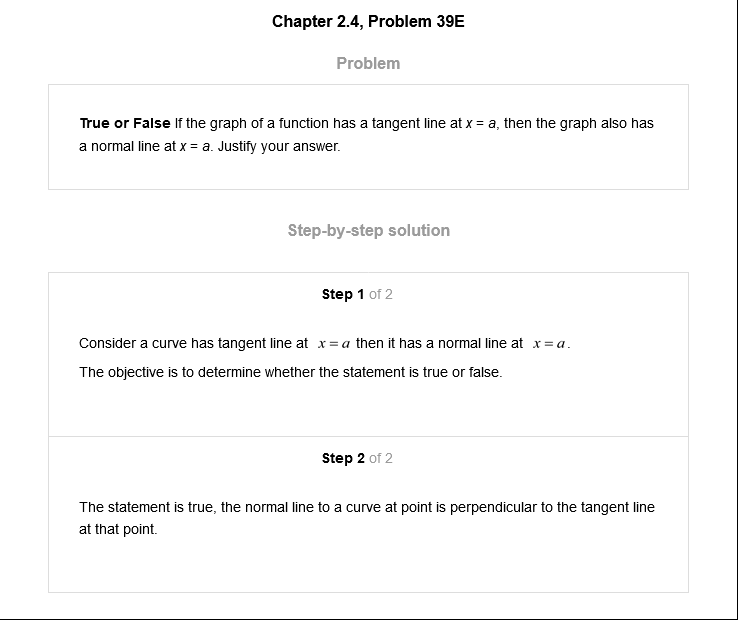 Chapter 2.4, Problem 39E
Problem
True or False If the graph of a function has a tangent line at x = a, then the graph also has
a normal line at x = a. Justify your answer.
Step-by-step solution
Step 1 of 2
Consider a curve has tangent line at x = a then it has a normal line at x = a.
The objective is to determine whether the statement is true or false.
Step 2 of 2
The statement is true, the normal line to a curve at point is perpendicular to the tangent line
at that point.